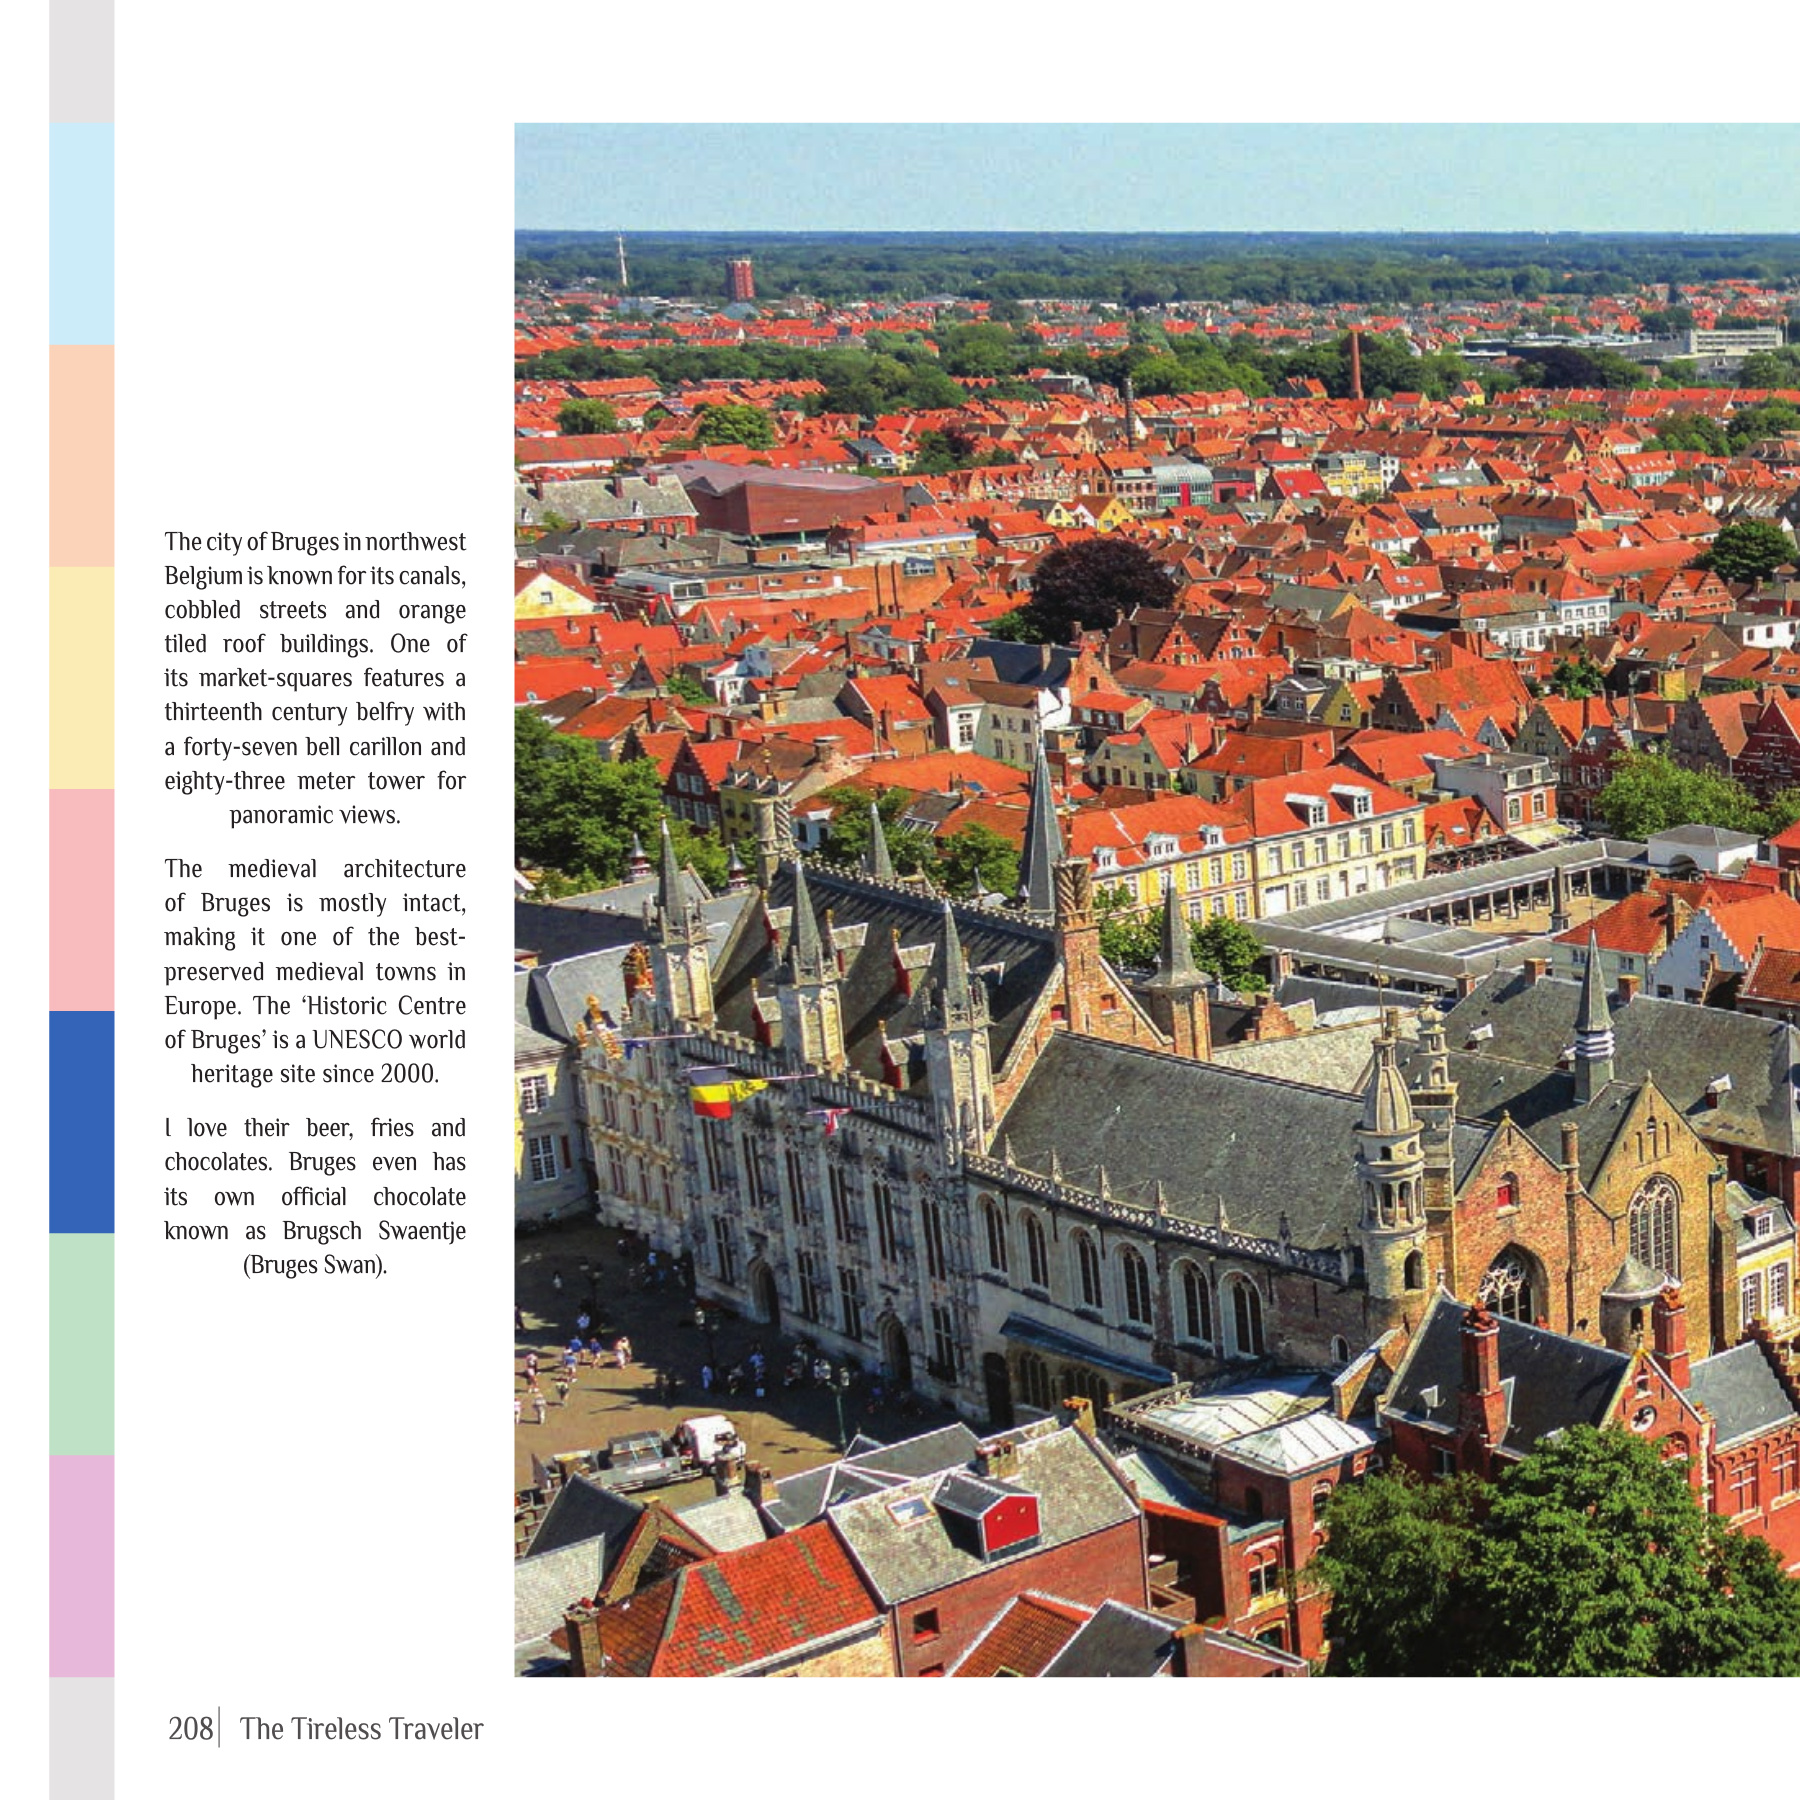 The city of Bruges in northwest
Belgium is known for its canals,
cobbled streets and orange
tiled roof buildings. One of
its market-squares features a
thirteenth century belfry with
a forty-seven bell carillon and
eighty-three meter tower for
panoramic views.
The medieval architecture
of Bruges is mostly intact,
making it one of the best-
preserved medieval towns in
Europe. The ‘Historic Centre
of Bruges’ is a UNESCO world
heritage site since 2000.
I love their beer, fries and
chocolates. Bruges even has
its own official chocolate
known as Brugsch Swaentje
(Bruges Swan).
208 The Tireless Traveler